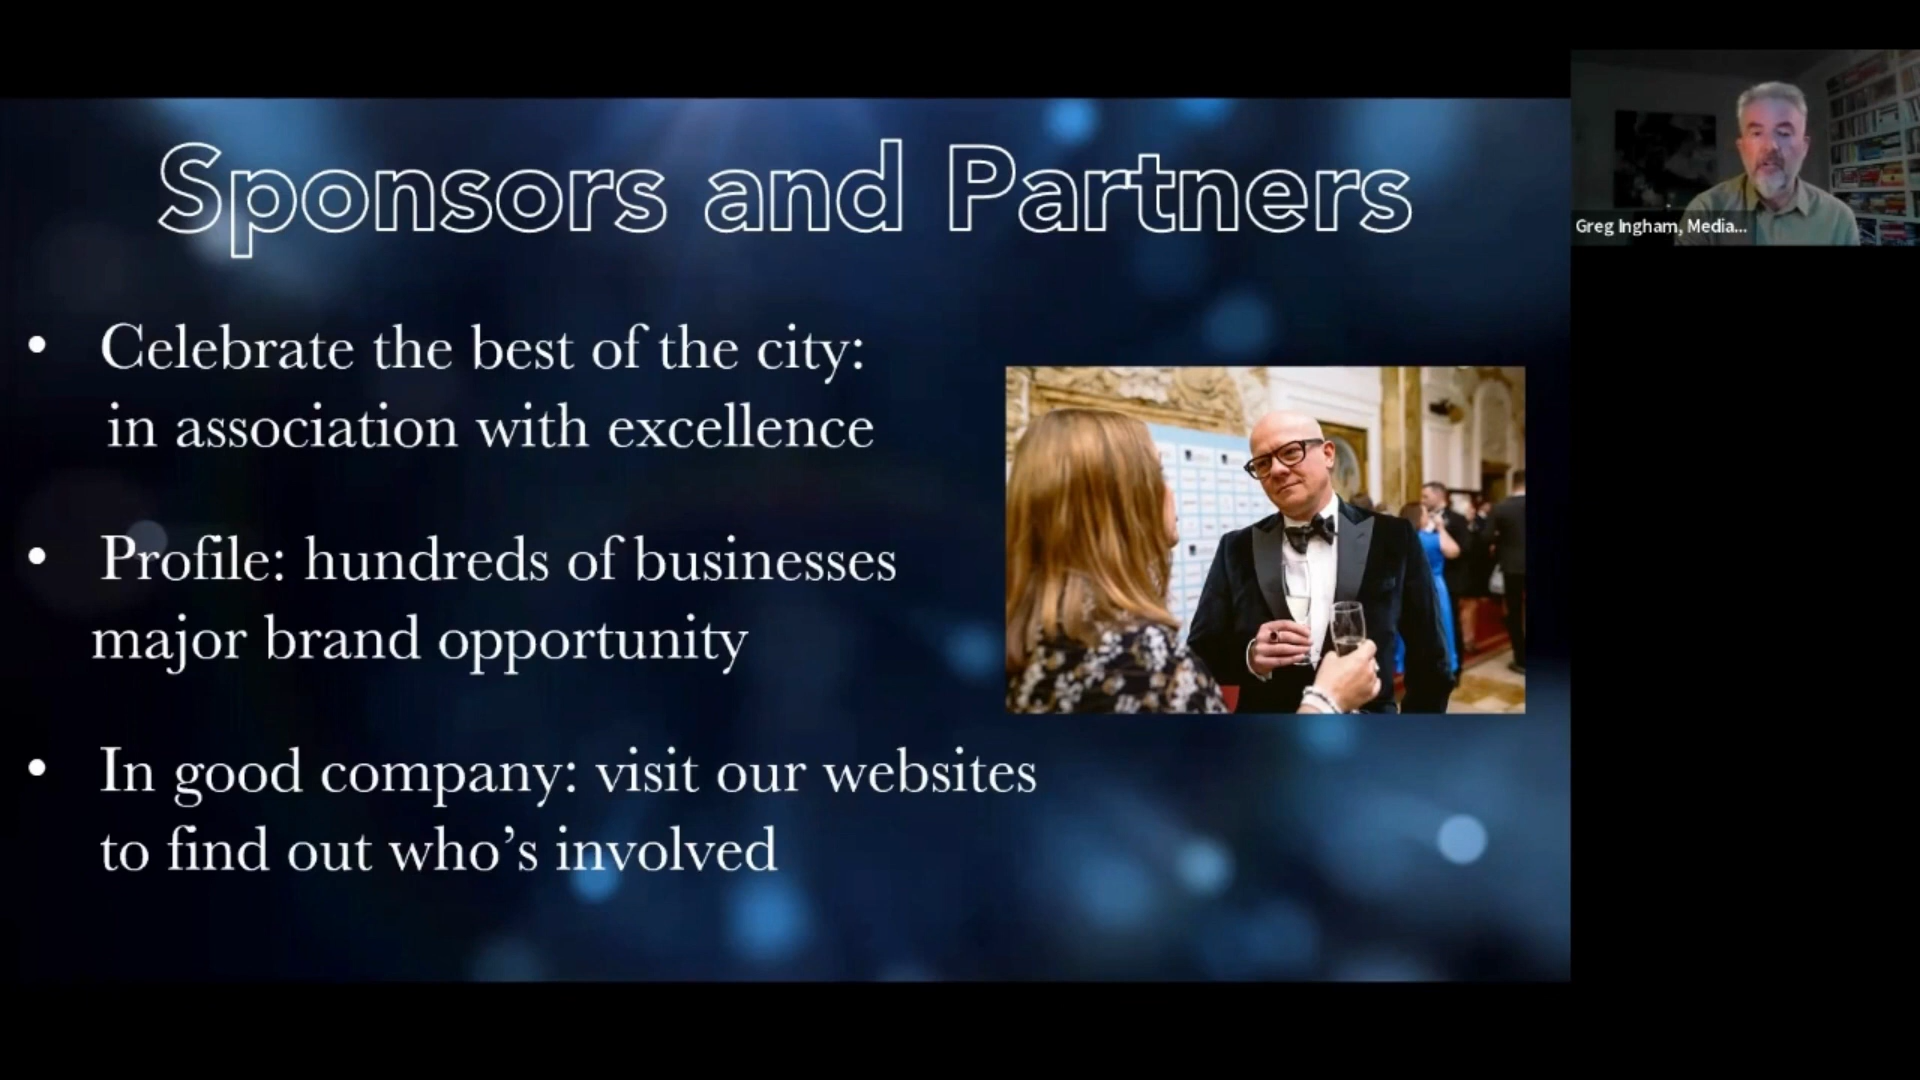 Sponsors and Partners
• Celebrate the best of the city:
in association with excellence
• Profile: hundreds of businesses
major brand opportunity
• In good company: visit our websites
to find out who’s involved
Greg Ingham, Media...